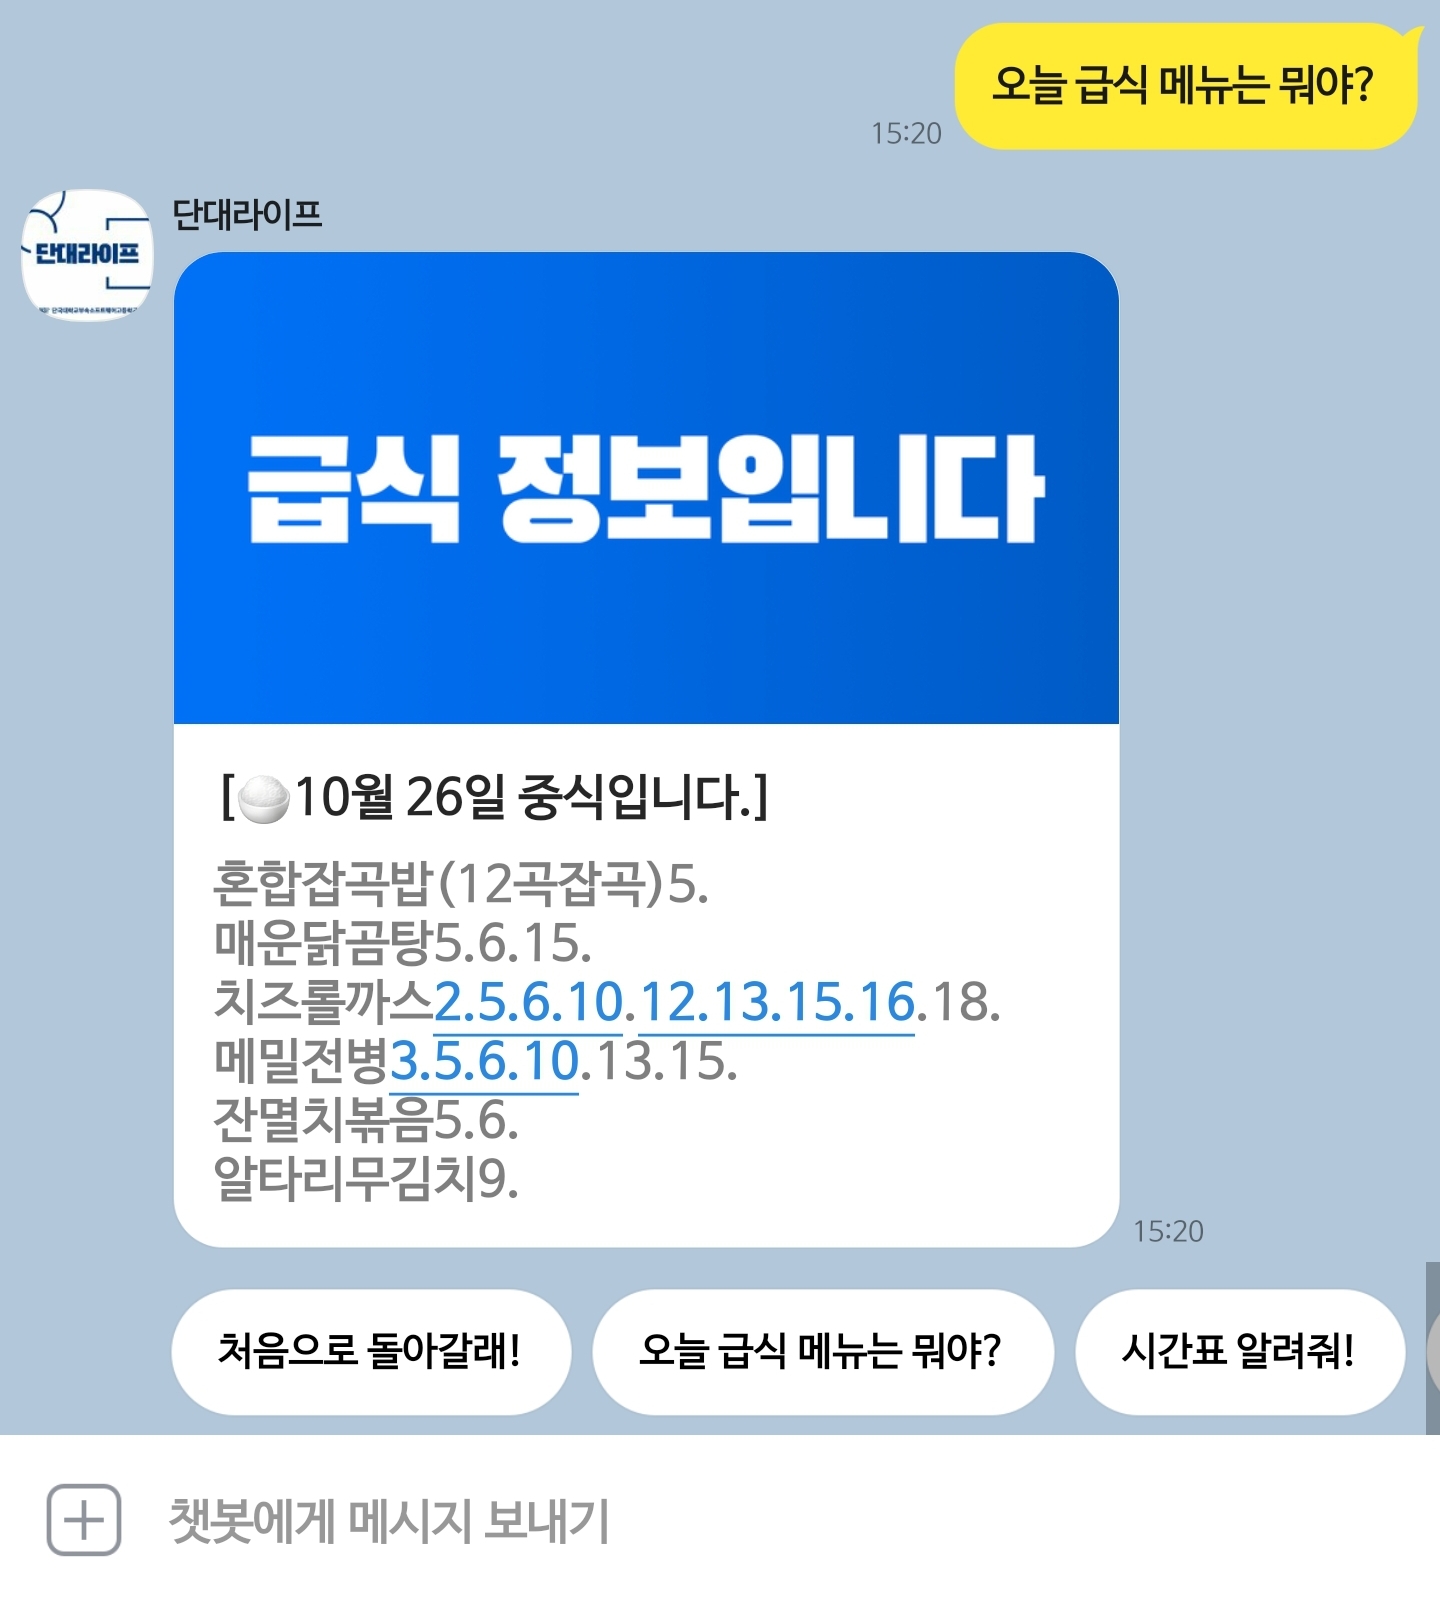 오늘 급식 메뉴는 뭐야?
15:20
단대라이프
단대라이프
급식 정보입니다
[🍚10월 26일 중식입니다.]
혼합잡곡밥(12곡잡곡)5.
매운닭곰탕5.6.15.
치즈롤까스2.5.6.10.12.13.15.16.18.
메밀전병3.5.6.10.13.15.
잔멸치볶음5.6.
알타리무김치9.
15:20
처음으로 돌아갈래!
오늘 급식 메뉴는 뭐야?
시간표 알려줘!
챗봇에게 메시지 보내기